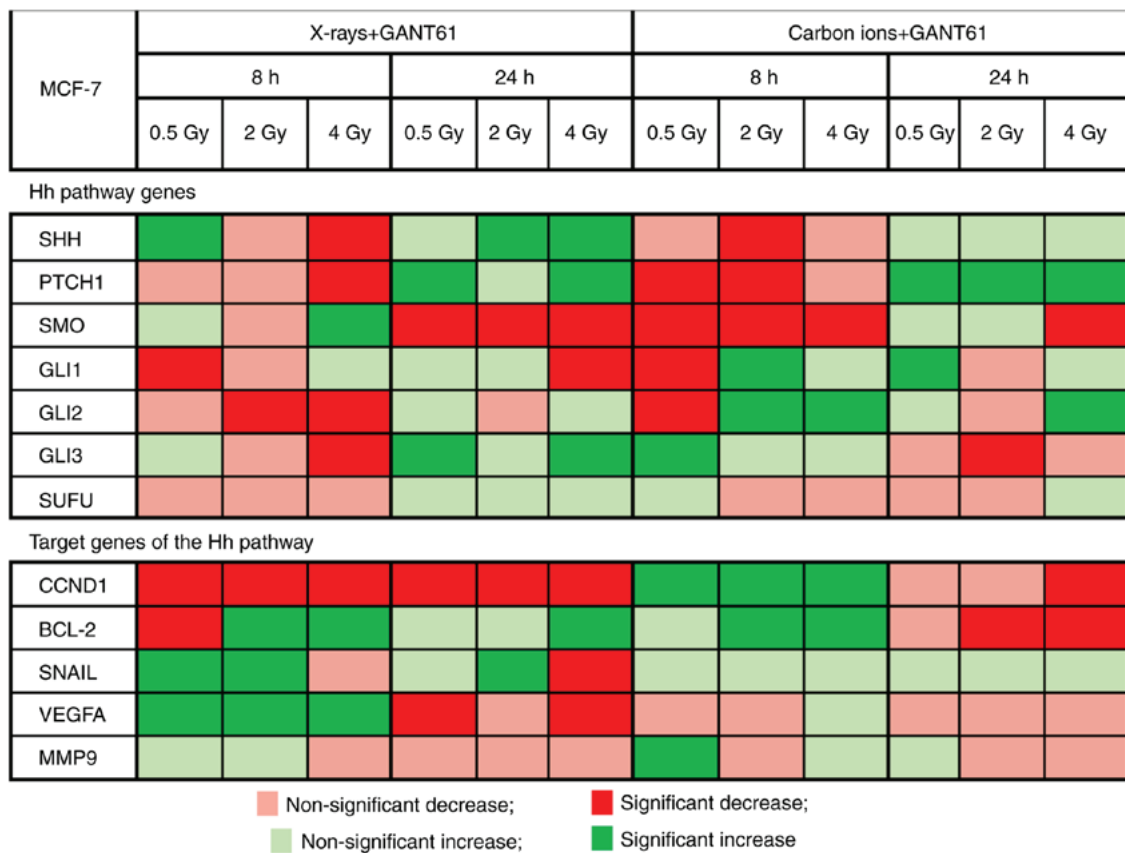 MCF-7
X-rays+GANT61 Carbon ions+GANT61
8 h 24 h 8 h 24 h
0.5 Gy 2 Gy 4 Gy 0.5 Gy 2 Gy 4 Gy 0.5 Gy 2 Gy 4 Gy 0.5 Gy 2 Gy 4 Gy
Hh pathway genes
SHH
PTCH1
SMO
GLI1
GLI2
GLI3
SUFU
Target genes of the Hh pathway
CCND1
BCL-2
SNAIL
VEGFA
MMP9
Non-significant decrease; Significant decrease;
Non-significant increase; Significant increase